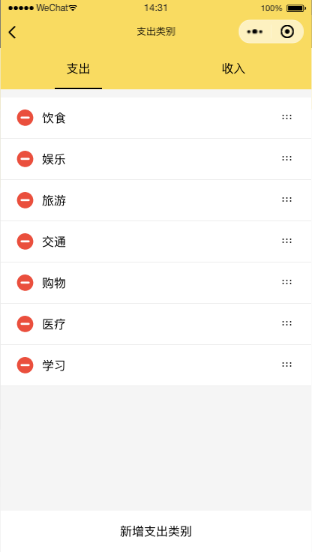 WeChat 14:31 100%
支出类别
支出 收入
饮食
娱乐
旅游
交通
购物
医疗
学习
新增支出类别